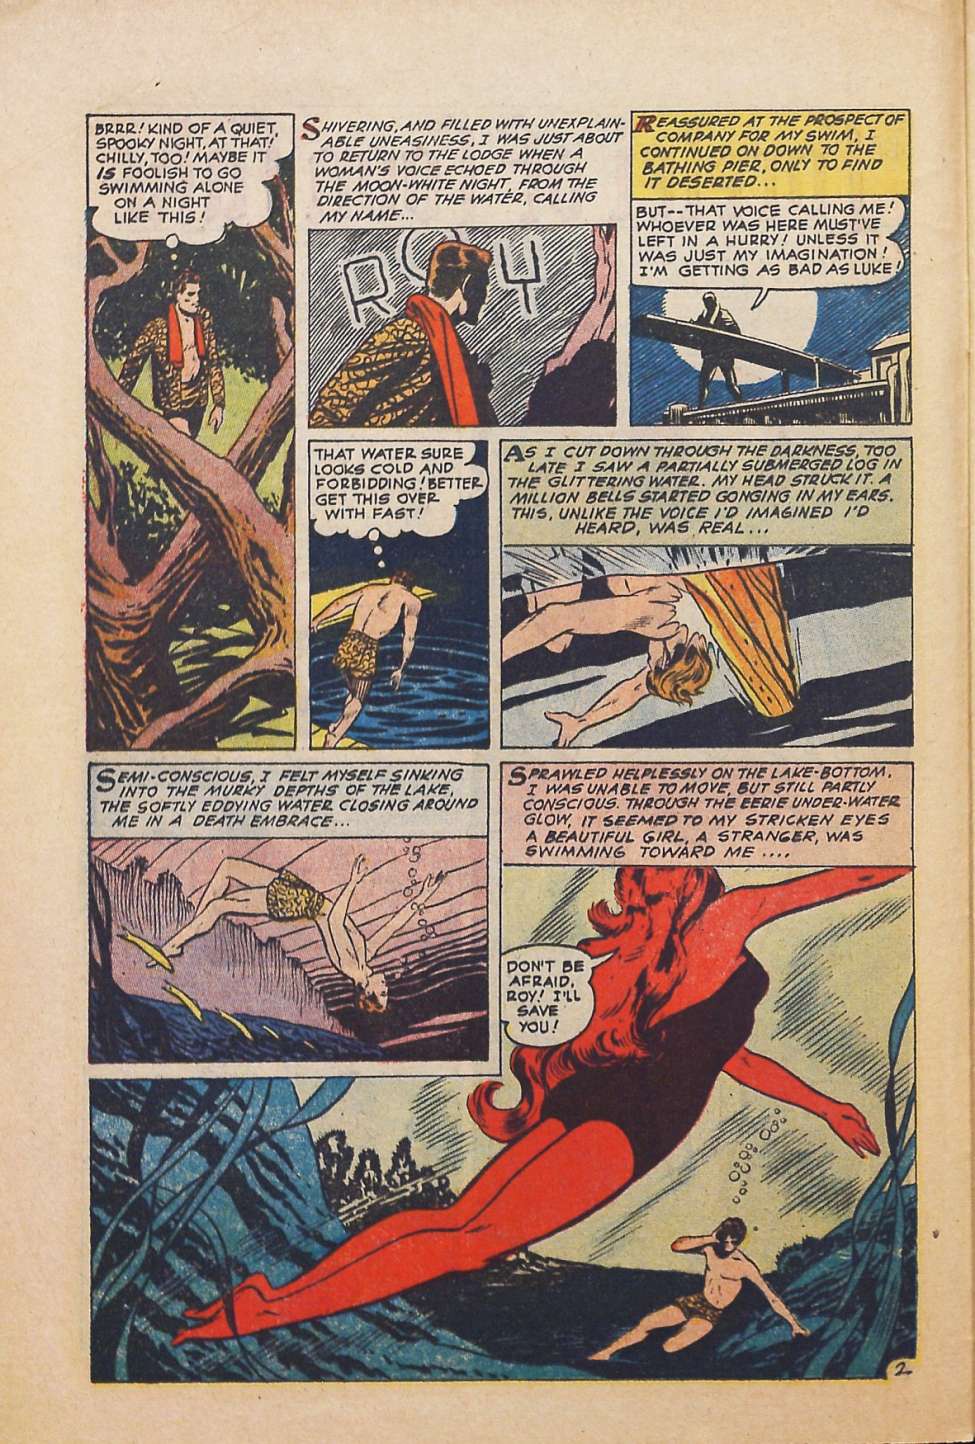 BRRR! KIND OF A QUIET,
SPOOKY NIGHT, AT THAT!
CHILLY, TOO! MAYBE IT
IS FOOLISH TO GO
SWIMMING ALONE
ON A NIGHT
LIKE THIS!
SHIVERING, AND FILLED WITH UNEXPLAIN-
ABLE UNEASINESS, I WAS JUST ABOUT
TO RETURN TO THE LODGE WHEN A
WOMAN'S VOICE ECHOED THROUGH
THE MOON-WHITE NIGHT, FROM THE
DIRECTION OF THE WATER, CALLING
MY NAME...
ROY
REASSURED AT THE PROSPECT OF
COMPANY FOR MY SWIM, I
CONTINUED ON DOWN TO THE
BATHING PIER, ONLY TO FIND
IT DESERTED...
BUT--THAT VOICE CALLING ME!
WHOEVER WAS HERE MUST'VE
LEFT IN A HURRY! UNLESS IT
WAS JUST MY IMAGINATION!
I'M GETTING AS BAD AS LUKE!
THAT WATER SURE
LOOKS COLD AND
FORBIDDING! BETTER
GET THIS OVER
WITH FAST!
AS I CUT DOWN THROUGH THE DARKNESS, TOO
LATE I SAW A PARTIALLY SUBMERGED LOG IN
THE GLITTERING WATER. MY HEAD STRUCK IT. A
MILLION BELLS STARTED GONGING IN MY EARS.
THIS, UNLIKE THE VOICE I'D IMAGINED I'D
HEARD, WAS REAL...
SEMI-CONSCIOUS, I FELT MYSELF SINKING
INTO THE MURKY DEPTHS OF THE LAKE,
THE SOFTLY EDDYING WATER CLOSING AROUND
ME IN A DEATH EMBRACE...
SPRAWLED HELPLESSLY ON THE LAKE-BOTTOM,
I WAS UNABLE TO MOVE, BUT STILL PARTLY
CONSCIOUS. THROUGH THE EERIE UNDER-WATER
GLOW, IT SEEMED TO MY STRICKEN EYES
A BEAUTIFUL GIRL, A STRANGER, WAS
SWIMMING TOWARD ME....
DON'T BE
AFRAID,
ROY! I'LL
SAVE
YOU!
2